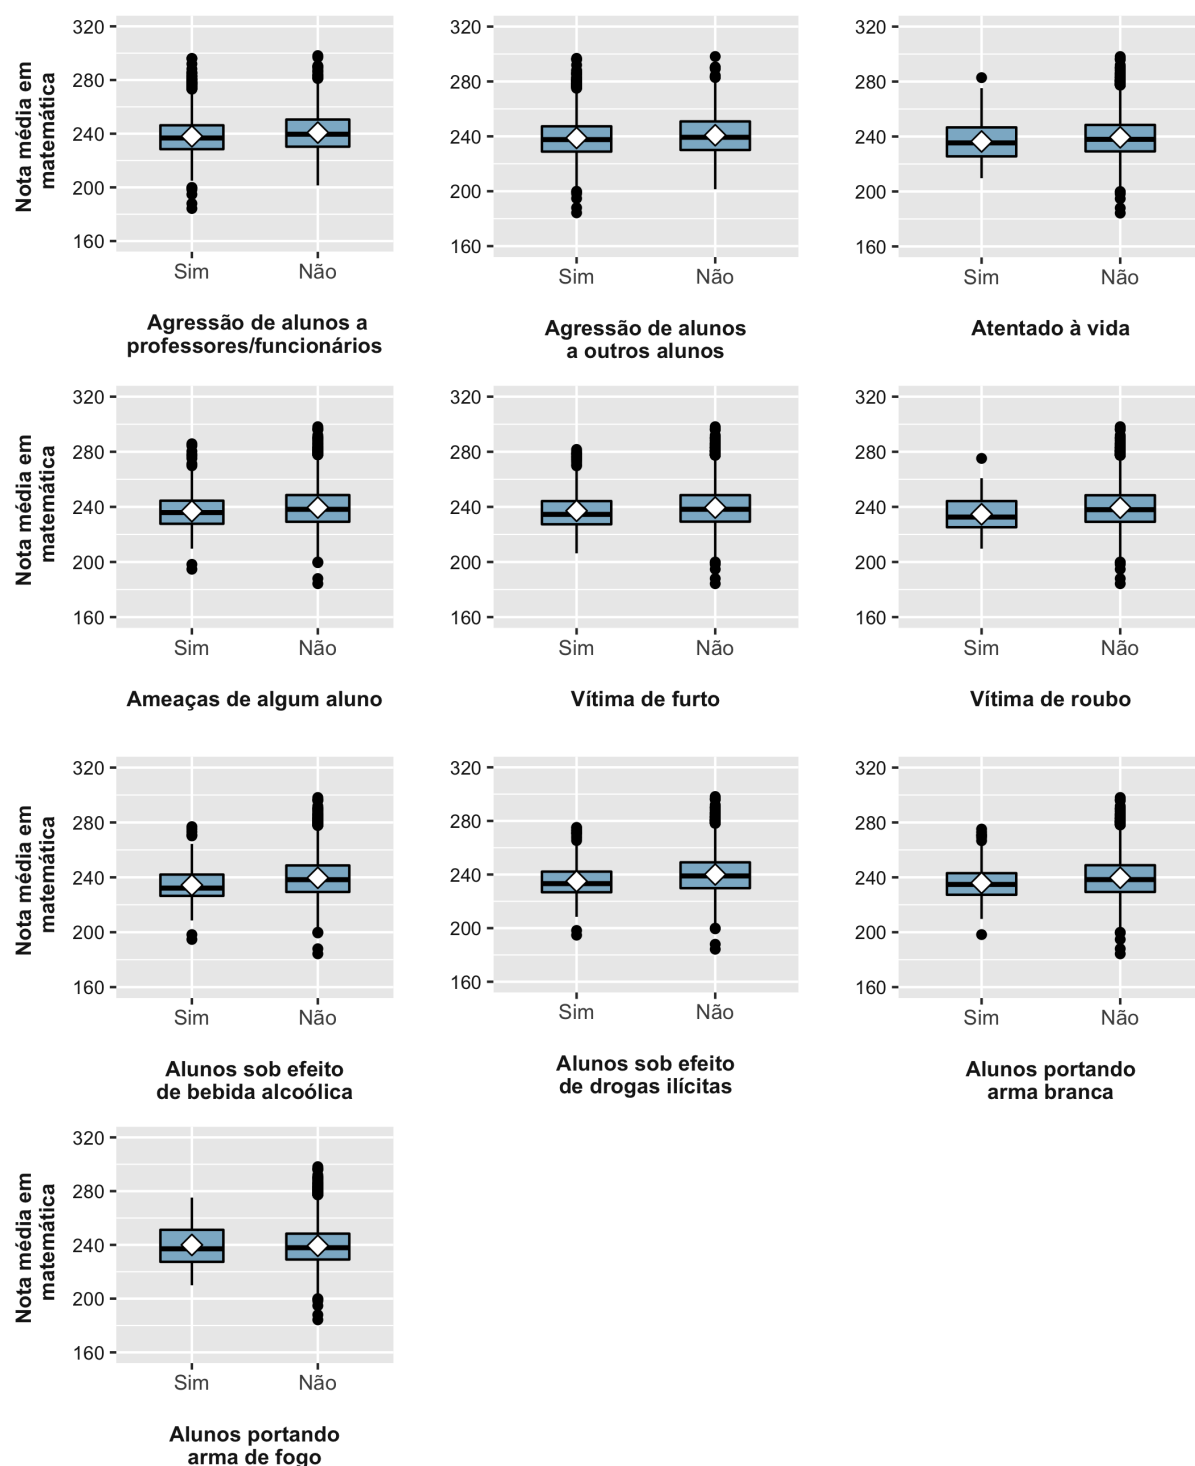 Nota média em
matemática
320
280
240
200
160
Sim Não
Agressão de alunos a
professores/funcionários
320
280
240
200
160
Sim Não
Agressão de alunos
a outros alunos
320
280
240
200
160
Sim Não
Atentado à vida
Nota média em
matemática
320
280
240
200
160
Sim Não
Ameaças de algum aluno
320
280
240
200
160
Sim Não
Vítima de furto
320
280
240
200
160
Sim Não
Vítima de roubo
Nota média em
matemática
320
280
240
200
160
Sim Não
Alunos sob efeito
de bebida alcoólica
320
280
240
200
160
Sim Não
Alunos sob efeito
de drogas ilícitas
320
280
240
200
160
Sim Não
Alunos portando
arma branca
Nota média em
matemática
320
280
240
200
160
Sim Não
Alunos portando
arma de fogo